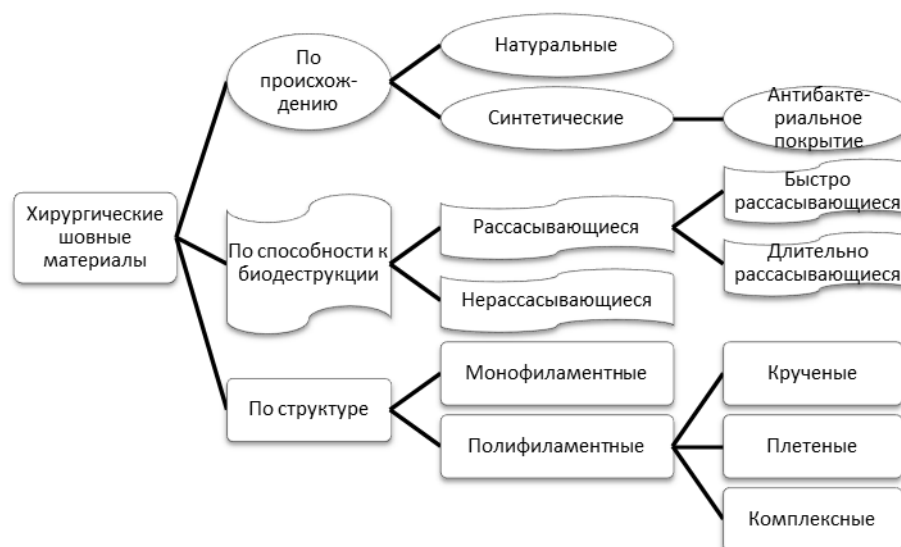 По
происхож-
дению
Натуральные
Синтетические
Антибакте-
риальное
покрытие
Хирургические
шовные
материалы
По способности к
биодеструкции
Рассасывающиеся
Быстро
рассасывающиеся
Длительно
рассасывающиеся
Нерассасывающиеся
По структуре
Монофиламентные
Полифиламентные
Крученые
Плетеные
Комплексные